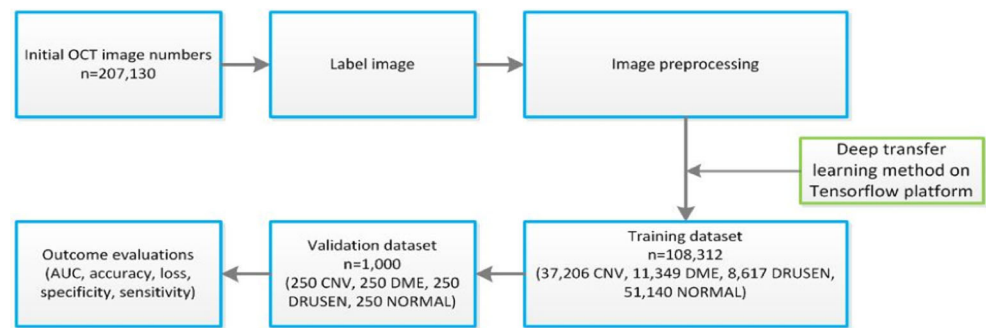 Initial OCT image numbers
n=207,130
Label image
Image preprocessing
Deep transfer
learning method on
Tensorflow platform
Training dataset
n=108,312
(37,206 CNV, 11,349 DME, 8,617 DRUSEN,
51,140 NORMAL)
Validation dataset
n=1,000
(250 CNV, 250 DME, 250
DRUSEN, 250 NORMAL)
Outcome evaluations
(AUC, accuracy, loss,
specificity, sensitivity)